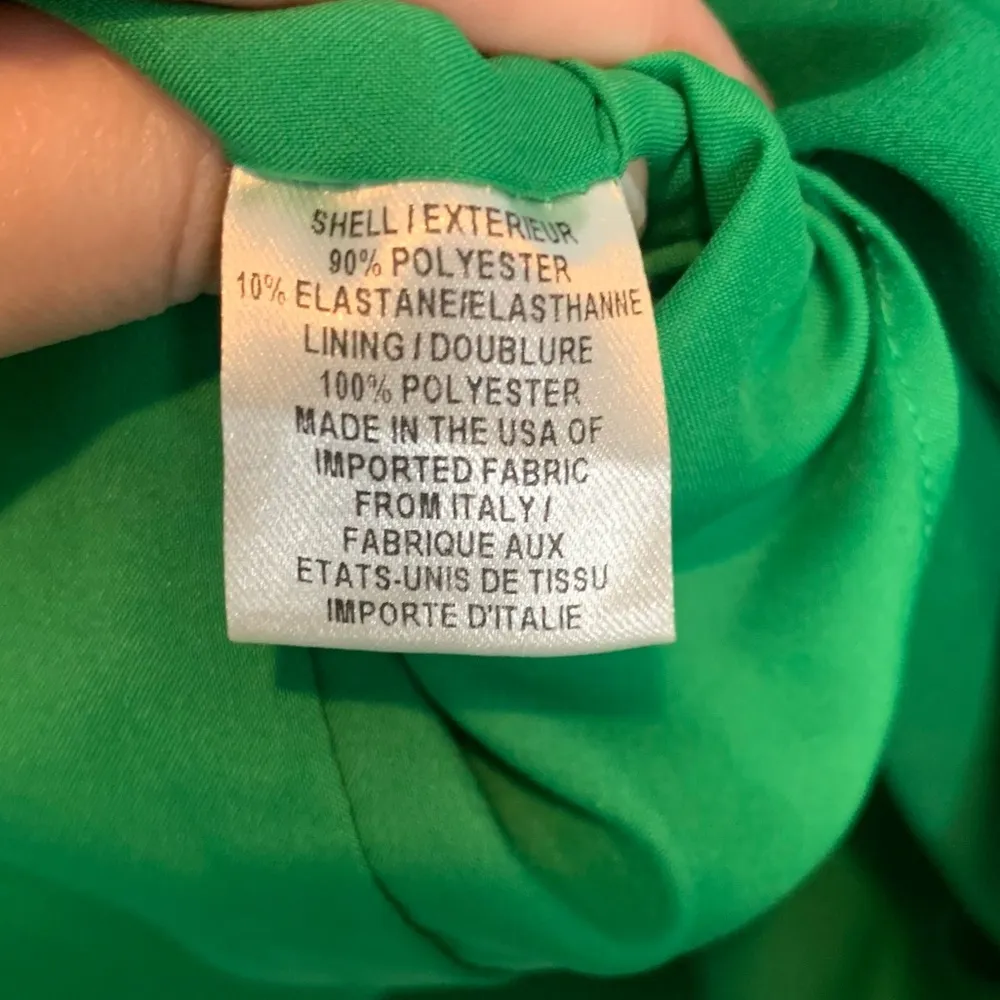 SHELL / EXTERIEUR
90% POLYESTER
10% ELASTANE/ELASTHANNE
LINING / DOUBLURE
100% POLYESTER
MADE IN THE USA OF
IMPORTED FABRIC
FROM ITALY /
FABRIQUE AUX
ETATS-UNIS DE TISSU
IMPORTE D'ITALIE